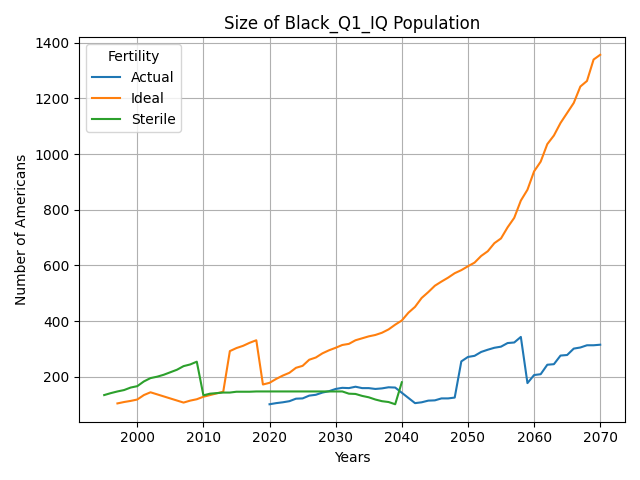 Size of Black_Q1_IQ Population
Fertility
Actual
Ideal
Sterile
Number of Americans
1400
1200
1000
800
600
400
200
2000 2010 2020 2030 2040 2050 2060 2070
Years